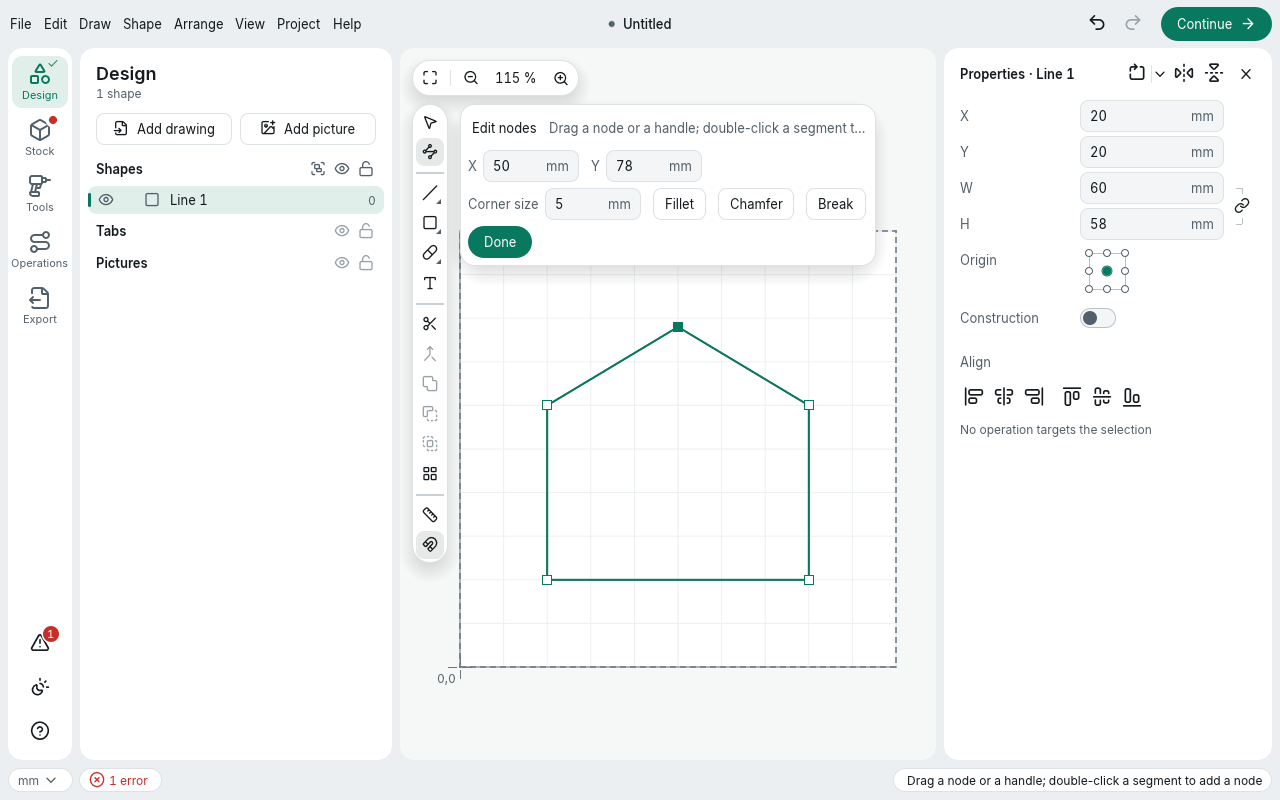 File Edit Draw Shape Arrange View Project Help
Untitled
Continue
Design
Stock
Tools
Operations
Export
1
Design
1 shape
Add drawing
Add picture
Shapes
Line 1
0
Tabs
Pictures
115 %
Edit nodes Drag a node or a handle; double-click a segment t…
X 50 mm Y 78 mm
Corner size 5 mm Fillet Chamfer Break
Done
0,0
Properties · Line 1
X 20 mm
Y 20 mm
W 60 mm
H 58 mm
Origin
Construction
Align
No operation targets the selection
mm
1 error
Drag a node or a handle; double-click a segment to add a node